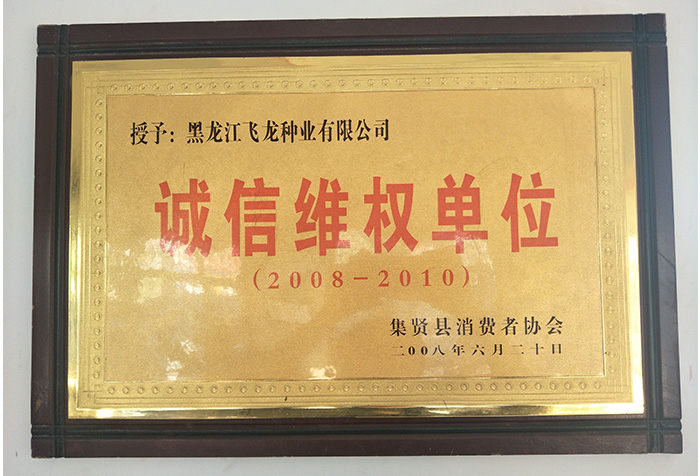 授予：黑龙江飞龙种业有限公司
诚信维权单位
(2008-2010)
集贤县消费者协会
二00八年六月二十日